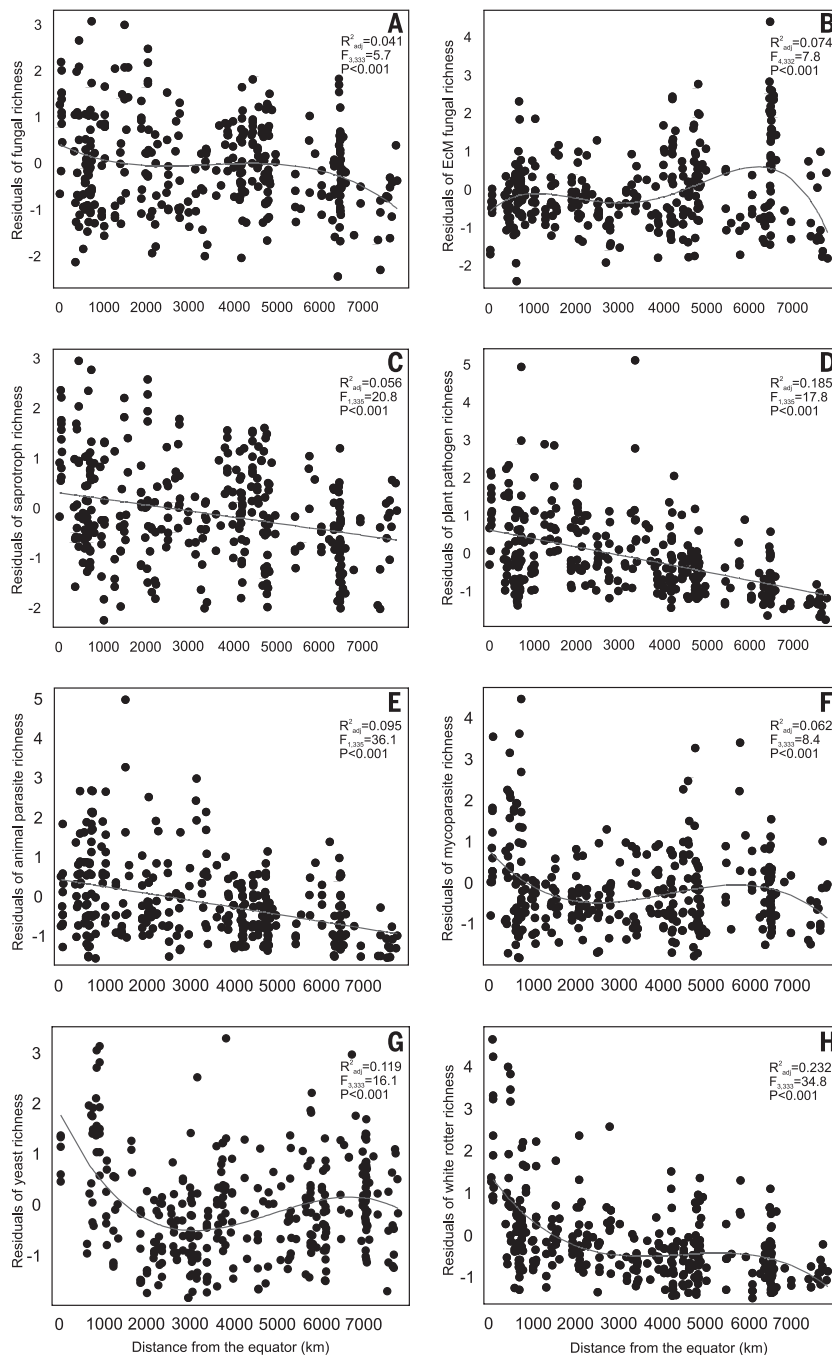 A
R²adj=0.041
F3,333=5.7
P<0.001
Residuals of fungal richness
3
2
1
0
-1
-2
0 1000 2000 3000 4000 5000 6000 7000
B
R²adj=0.074
F4,332=7.8
P<0.001
Residuals of EcM fungal richness
4
3
2
1
0
-1
-2
0 1000 2000 3000 4000 5000 6000 7000
C
R²adj=0.056
F1,335=20.8
P<0.001
Residuals of saprotroph richness
3
2
1
0
-1
-2
0 1000 2000 3000 4000 5000 6000 7000
D
R²adj=0.185
F1,335=17.8
P<0.001
Residuals of plant pathogen richness
5
4
3
2
1
0
-1
0 1000 2000 3000 4000 5000 6000 7000
E
R²adj=0.095
F1,335=36.1
P<0.001
Residuals of animal parasite richness
5
4
3
2
1
0
-1
0 1000 2000 3000 4000 5000 6000 7000
F
R²adj=0.062
F3,333=8.4
P<0.001
Residuals of mycoparasite richness
4
3
2
1
0
-1
0 1000 2000 3000 4000 5000 6000 7000
G
R²adj=0.119
F3,333=16.1
P<0.001
Residuals of yeast richness
3
2
1
0
-1
0 1000 2000 3000 4000 5000 6000 7000
Distance from the equator (km)
H
R²adj=0.232
F3,333=34.8
P<0.001
Residuals of white rotter richness
4
3
2
1
0
-1
0 1000 2000 3000 4000 5000 6000 7000
Distance from the equator (km)